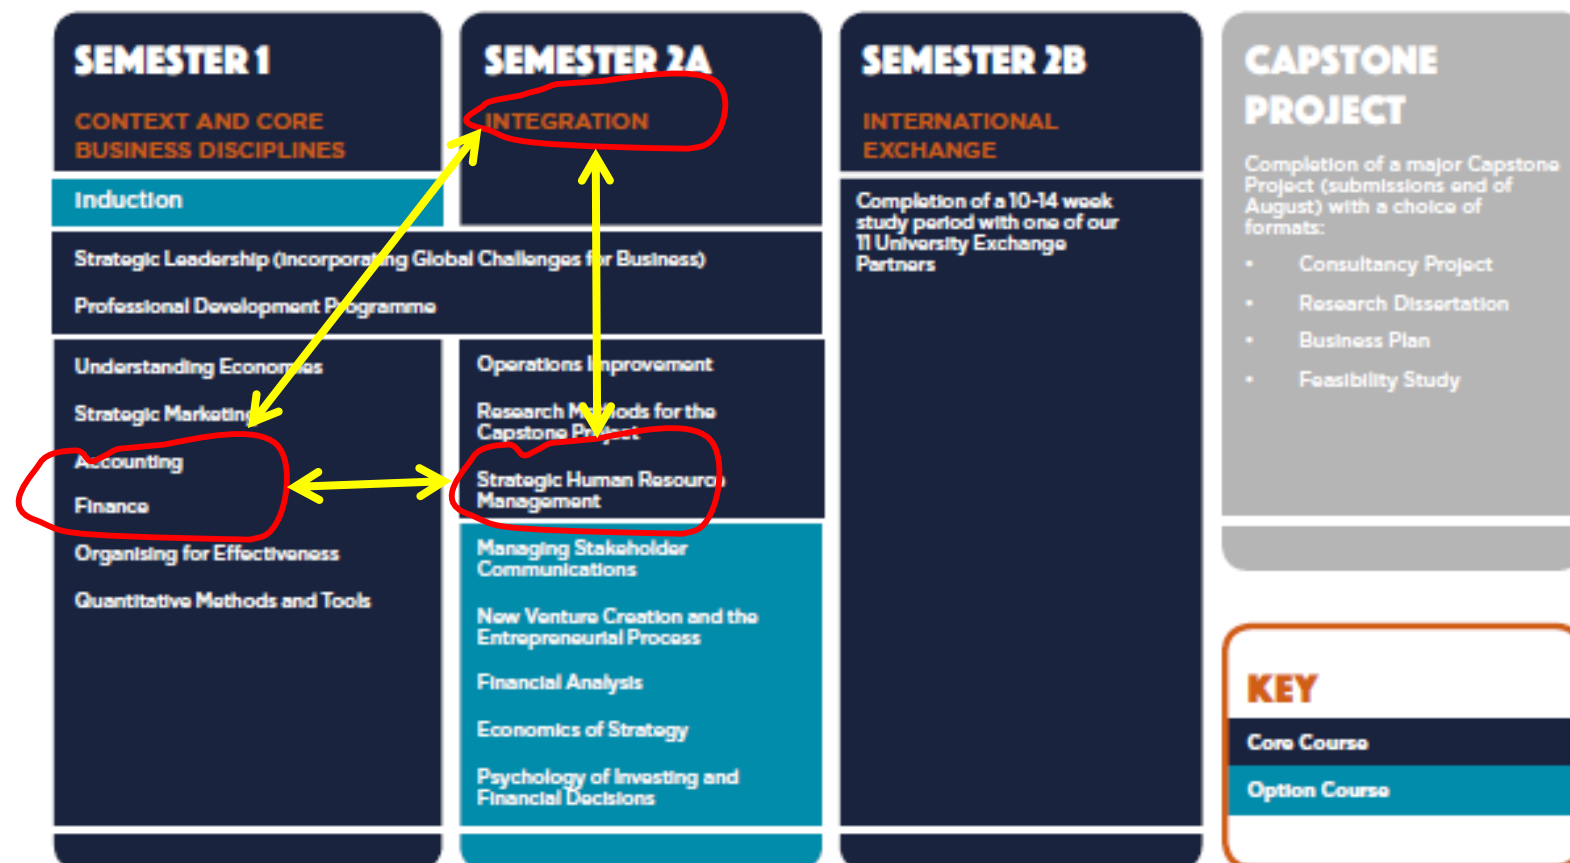 SEMESTER 1
CONTEXT AND CORE
BUSINESS DISCIPLINES
Induction
SEMESTER 2A
INTEGRATION
Strategic Leadership (incorporating Global Challenges for Business)
Professional Development Programme
Understanding Economies
Strategic Marketing
Accounting
Finance
Organising for Effectiveness
Quantitative Methods and Tools
Operations Improvement
Research Methods for the
Capstone Project
Strategic Human Resource
Management
Managing Stakeholder
Communications
New Venture Creation and the
Entrepreneurial Process
Financial Analysis
Economics of Strategy
Psychology of Investing and
Financial Decisions
SEMESTER 2B
INTERNATIONAL
EXCHANGE
Completion of a 10-14 week
study period with one of our
11 University Exchange
Partners
CAPSTONE
PROJECT
Completion of a major Capstone
Project (submissions end of
August) with a choice of
formats:
• Consultancy Project
• Research Dissertation
• Business Plan
• Feasibility Study
KEY
Core Course
Option Course